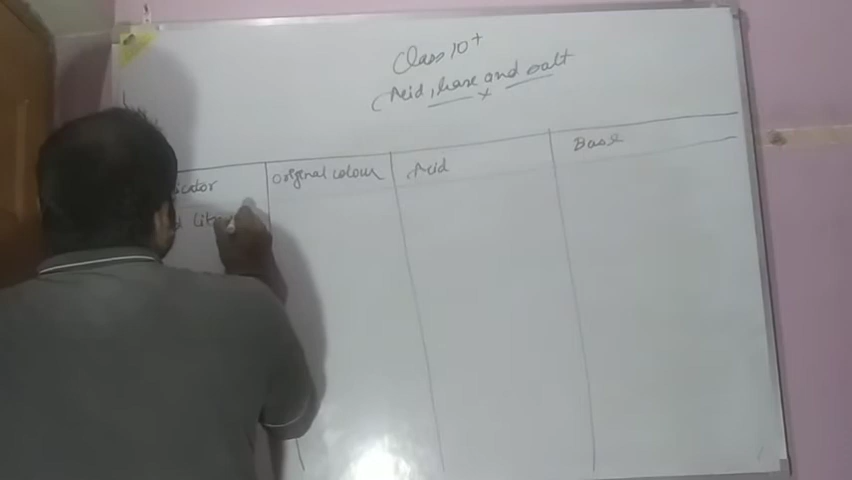 Class 10+
(Acid, base and salt
Original colour
Acid
Base